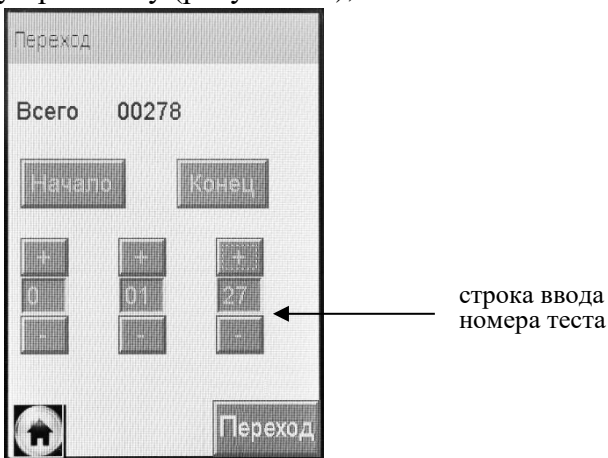 Переход
Всего 00278
Начало Конец
+ + +
0 01 27
- - -
строка ввода
номера теста
Переход